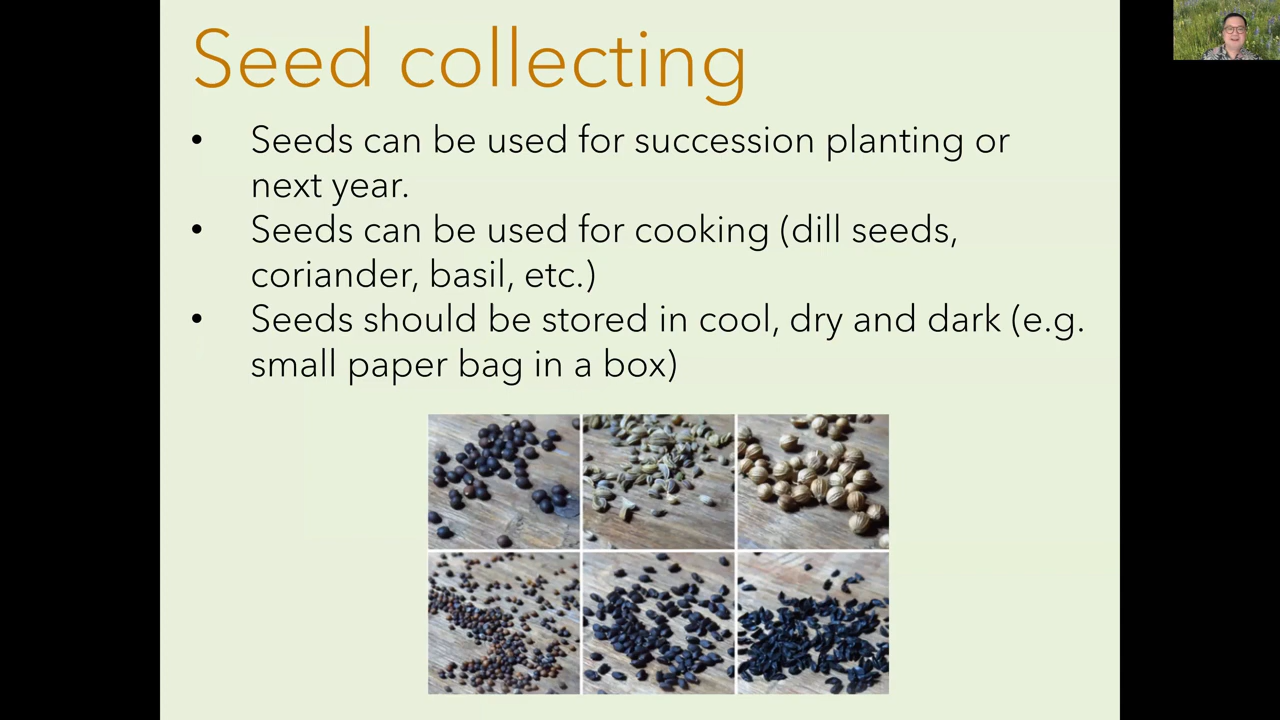 Seed collecting
• Seeds can be used for succession planting or
next year.
• Seeds can be used for cooking (dill seeds,
coriander, basil, etc.)
• Seeds should be stored in cool, dry and dark (e.g.
small paper bag in a box)